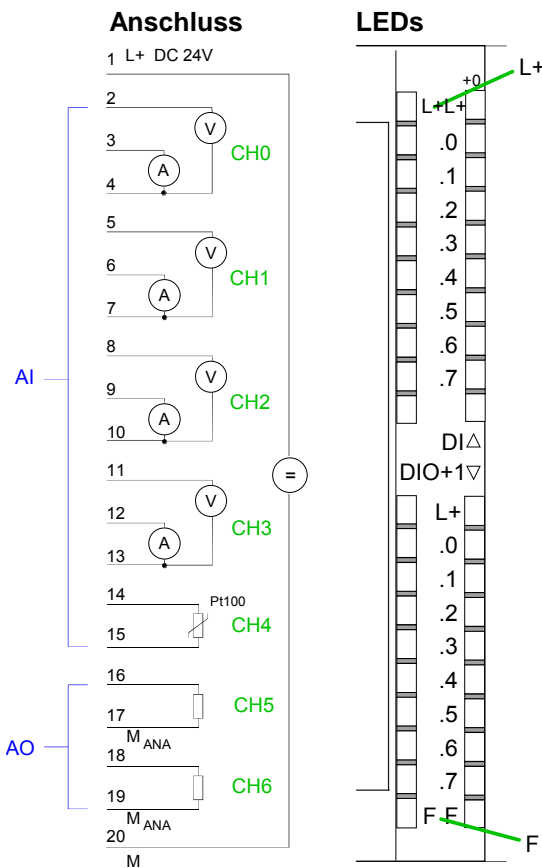 Anschluss
1 L+ DC 24V
2
V
3
A
CH0
4
5
V
6
A
CH1
7
8
V
AI
9
A
CH2
10
11
=
V
12
A
CH3
13
14
Pt100
15
CH4
16
CH5
17
M ANA
AO
18
CH6
19
M ANA
20
M
LEDs
L+
+0
L+L+
.0
.1
.2
.3
.4
.5
.6
.7
DI△
DIO+1▽
L+
.0
.1
.2
.3
.4
.5
.6
.7
F F
F